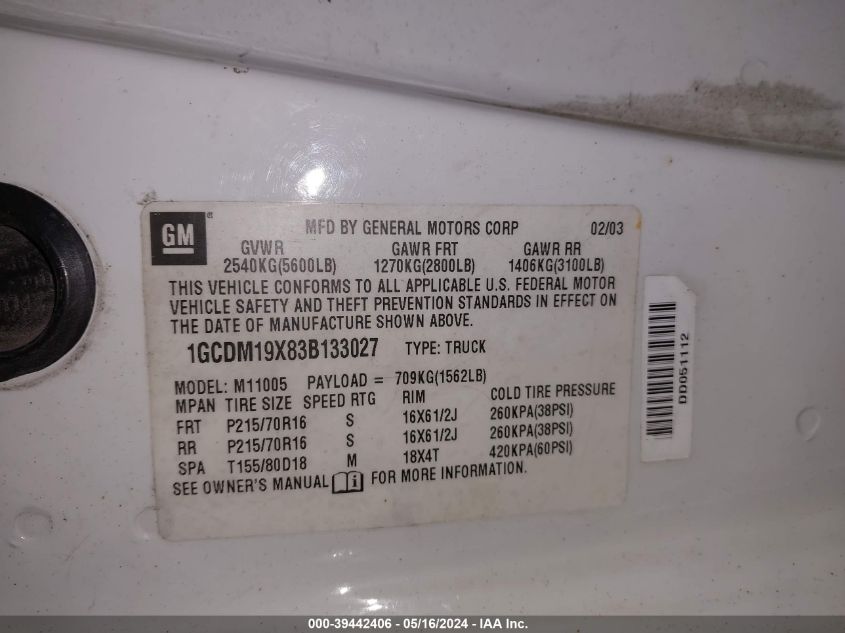 GM ® MFD BY GENERAL MOTORS CORP 02/03
GVWR GAWR FRT GAWR RR
2540KG(5600LB) 1270KG(2800LB) 1406KG(3100LB)
THIS VEHICLE CONFORMS TO ALL APPLICABLE U.S. FEDERAL MOTOR
VEHICLE SAFETY AND THEFT PREVENTION STANDARDS IN EFFECT ON
THE DATE OF MANUFACTURE SHOWN ABOVE.
1GCDM19X83B133027 TYPE: TRUCK
MODEL: M11005 PAYLOAD = 709KG(1562LB)
MPAN TIRE SIZE SPEED RTG RIM COLD TIRE PRESSURE
FRT P215/70R16 S 16X61/2J 260KPA(38PSI)
RR P215/70R16 S 16X61/2J 260KPA(38PSI)
SPA T155/80D18 M 18X4T 420KPA(60PSI)
SEE OWNER'S MANUAL i FOR MORE INFORMATION.
DD051112
000-39442406 - 05/16/2024 - IAA Inc.